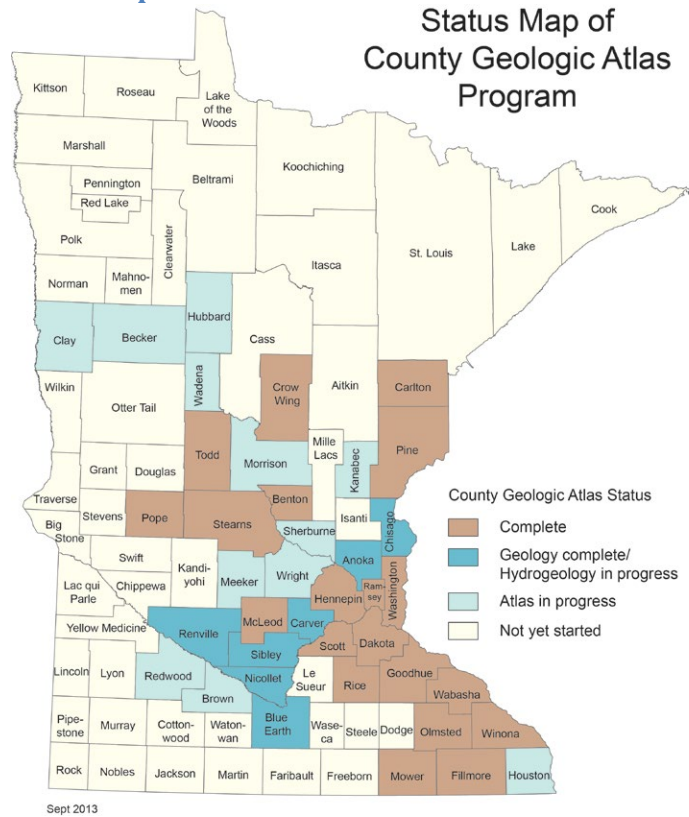 Status Map of
County Geologic Atlas
Program
Kittson
Roseau
Lake
of the
Woods
Marshall
Koochiching
Beltrami
Pennington
Red Lake
Cook
Polk
Clearwater
St. Louis
Lake
Itasca
Norman
Mahno-
men
Hubbard
Cass
Clay
Becker
Wadena
Crow
Wing
Aitkin
Carlton
Wilkin
Otter Tail
Pine
Todd
Mille
Lacs
Kanabec
Morrison
Grant
Douglas
Benton
Traverse
Stevens
Pope
Stearns
Isanti
Chisago
Big
Stone
Sherburne
Swift
Kandi-
yohi
Anoka
Washington
Lac qui
Parle
Chippewa
Meeker
Wright
Hennepin
Ram-
sey
Yellow Medicine
Renville
McLeod
Carver
Scott
Dakota
Sibley
Lincoln
Lyon
Redwood
Nicollet
Le
Sueur
Rice
Goodhue
Wabasha
Brown
Pipe-
stone
Murray
Cotton-
wood
Waton-
wan
Blue
Earth
Wase-
ca
Steele
Dodge
Olmsted
Winona
Rock
Nobles
Jackson
Martin
Faribault
Freeborn
Mower
Fillmore
Houston
County Geologic Atlas Status
Complete
Geology complete/
Hydrogeology in progress
Atlas in progress
Not yet started
Sept 2013